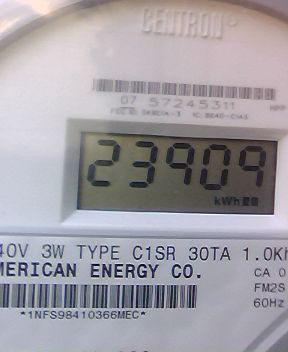 CENTRON
07 57245311
23909
kWh
40V 3W TYPE C1SR 30TA 1.0Kh
MERICAN ENERGY CO.
CA 0
FM2S
60Hz
*1NFS98410366MEC*